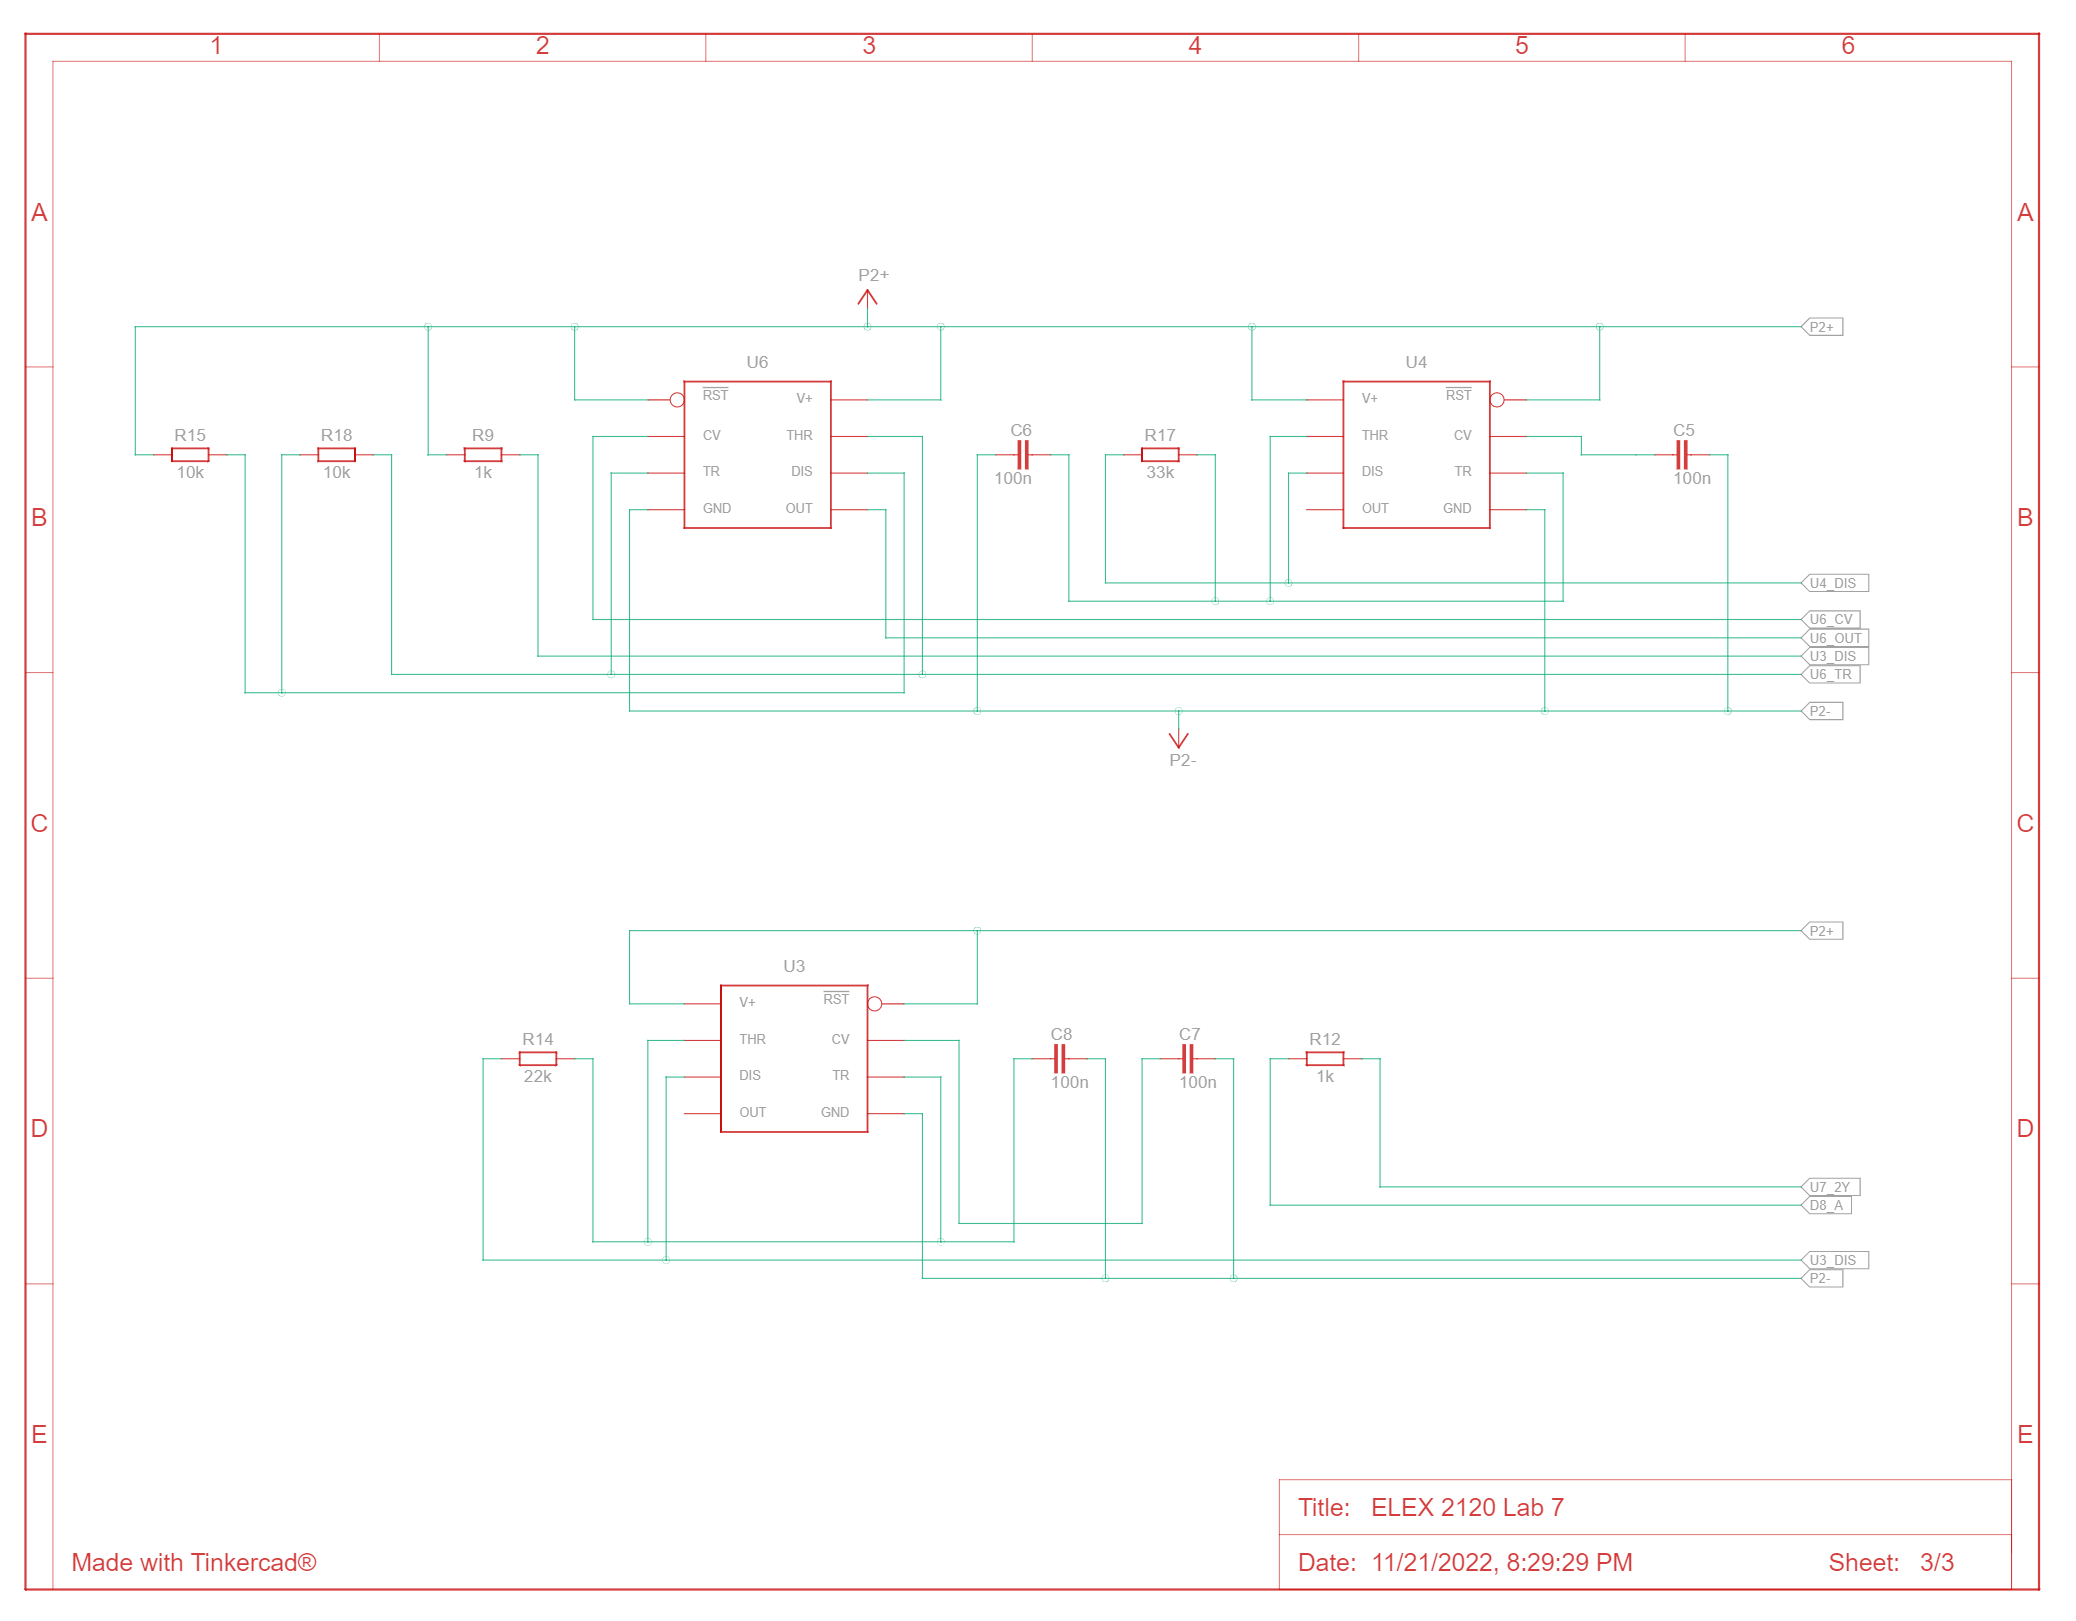 1 2 3 4 5 6
A A
P2+
P2+
U6 U4
RST V+ V+ RST
R15 R18 R9 CV THR C6 R17 THR CV C5
10k 10k 1k TR DIS 100n 33k DIS TR 100n
GND OUT OUT GND
B B
U4_DIS
U6_CV
U6_OUT
U3_DIS
U6_TR
P2-
P2-
C C
P2+
U3
V+ RST
R14 THR CV C8 C7 R12
22k DIS TR 100n 100n 1k
OUT GND
D D
U7_2Y
D8_A
U3_DIS
P2-
E E
Title: ELEX 2120 Lab 7
Made with Tinkercad®
Date: 11/21/2022, 8:29:29 PM Sheet: 3/3